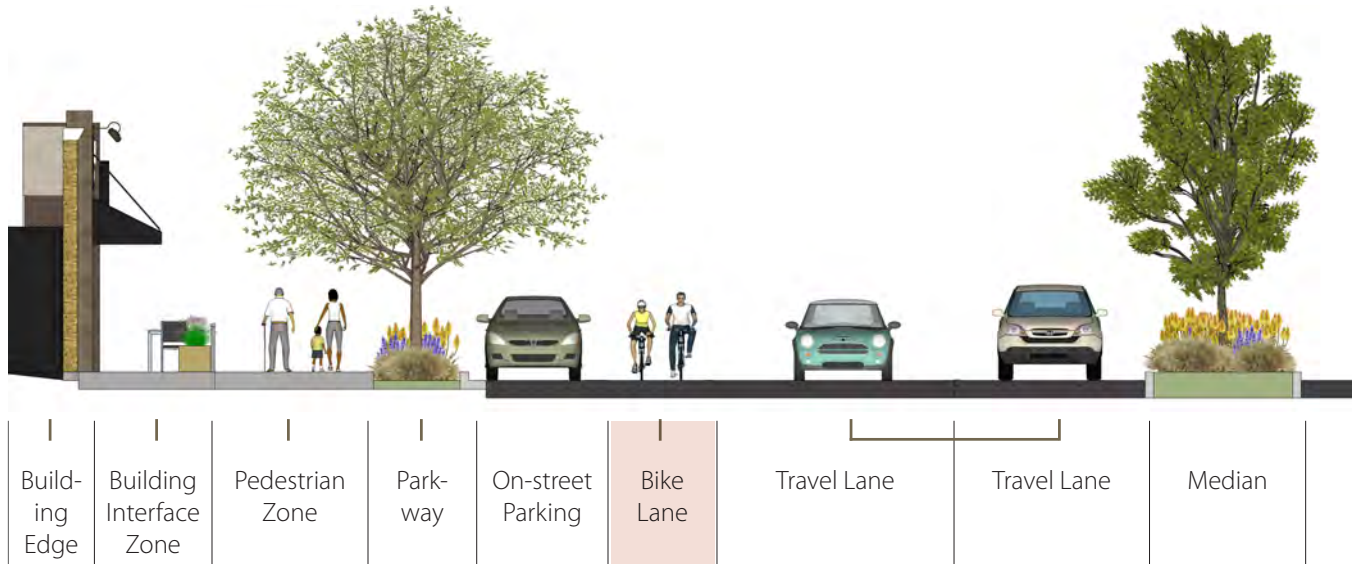 Build-
ing
Edge
Building
Interface
Zone
Pedestrian
Zone
Park-
way
On-street
Parking
Bike
Lane
Travel Lane
Travel Lane
Median